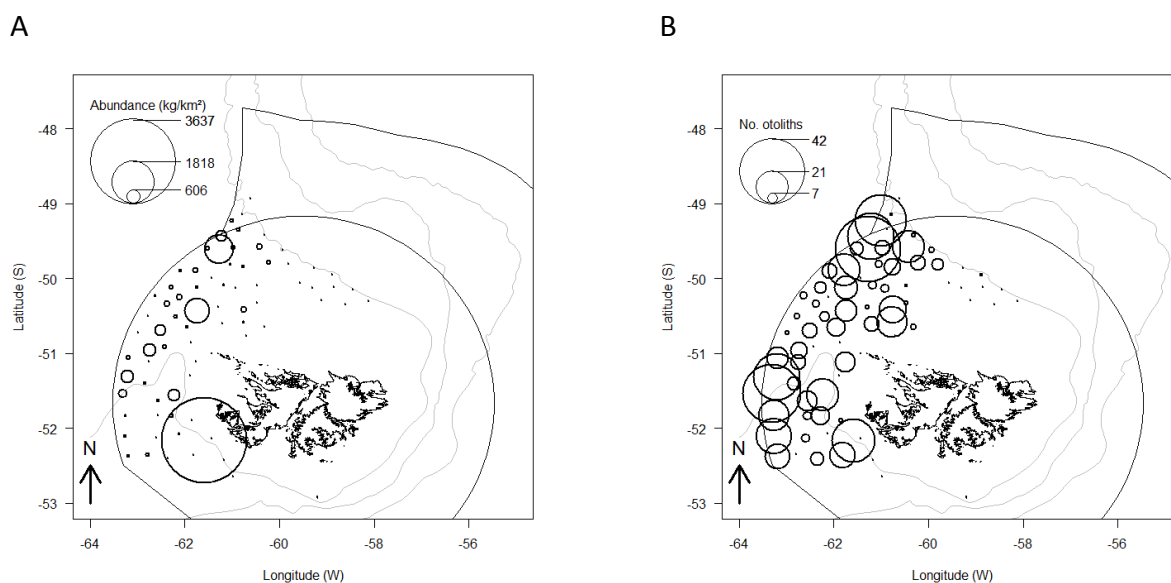 A
B
Abundance (kg/km²)
3637
1818
606
No. otoliths
42
21
7
-48
-49
-50
-51
-52
-53
Latitude (S)
N
-64
-62
-60
-58
-56
Longitude (W)
-48
-49
-50
-51
-52
-53
Latitude (S)
N
-64
-62
-60
-58
-56
Longitude (W)